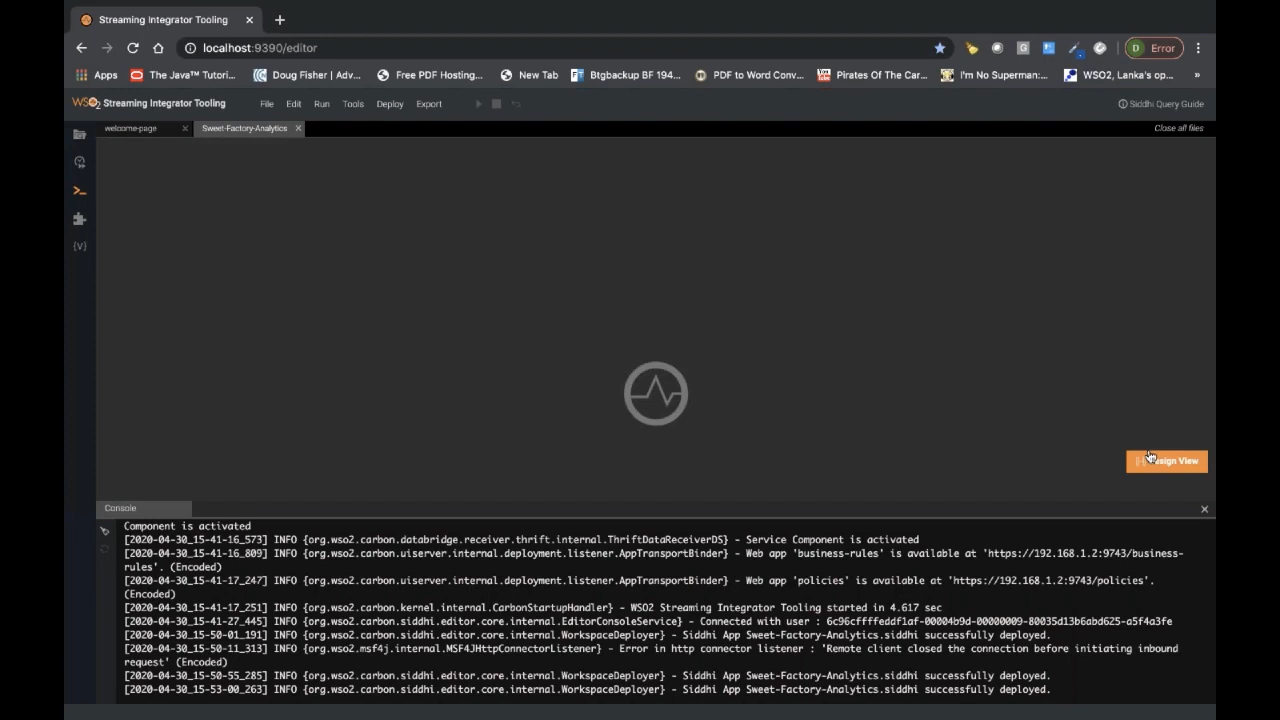 Streaming Integrator Tooling
localhost:9390/editor
D Error
Apps The Java™ Tutori... Doug Fisher | Adv... Free PDF Hosting... New Tab Btgbackup BF 194... PDF to Word Conv... Pirates Of The Car... I'm No Superman:... WSO2, Lanka's op... »
WSO2 Streaming Integrator Tooling File Edit Run Tools Deploy Export Siddhi Query Guide
welcome-page Sweet-Factory-Analytics Close all files
View
Console
Component is activated
[2020-04-30_15-41-16_573] INFO {org.wso2.carbon.databridge.receiver.thrift.internal.ThriftDataReceiverDS} - Service Component is activated
[2020-04-30_15-41-16_809] INFO {org.wso2.carbon.uiserver.internal.deployment.listener.AppTransportBinder} - Web app 'business-rules' is available at 'https://192.168.1.2:9743/business-
rules'. (Encoded)
[2020-04-30_15-41-17_247] INFO {org.wso2.carbon.uiserver.internal.deployment.listener.AppTransportBinder} - Web app 'policies' is available at 'https://192.168.1.2:9743/policies'.
(Encoded)
[2020-04-30_15-41-17_251] INFO {org.wso2.carbon.kernel.internal.CarbonStartupHandler} - WSO2 Streaming Integrator Tooling started in 4.617 sec
[2020-04-30_15-41-27_445] INFO {org.wso2.carbon.siddhi.editor.core.internal.EditorConsoleService} - Connected with user : 6c96cffffeddf1af-00004b9d-00000009-80035d13b6abd625-a5f4a3fe
[2020-04-30_15-50-01_191] INFO {org.wso2.carbon.siddhi.editor.core.internal.WorkspaceDeployer} - Siddhi App Sweet-Factory-Analytics.siddhi successfully deployed.
[2020-04-30_15-50-11_313] INFO {org.wso2.msf4j.internal.MSF4JHttpConnectorListener} - Error in http connector listener : 'Remote client closed the connection before initiating inbound
request' (Encoded)
[2020-04-30_15-50-55_285] INFO {org.wso2.carbon.siddhi.editor.core.internal.WorkspaceDeployer} - Siddhi App Sweet-Factory-Analytics.siddhi successfully deployed.
[2020-04-30_15-53-00_263] INFO {org.wso2.carbon.siddhi.editor.core.internal.WorkspaceDeployer} - Siddhi App Sweet-Factory-Analytics.siddhi successfully deployed.